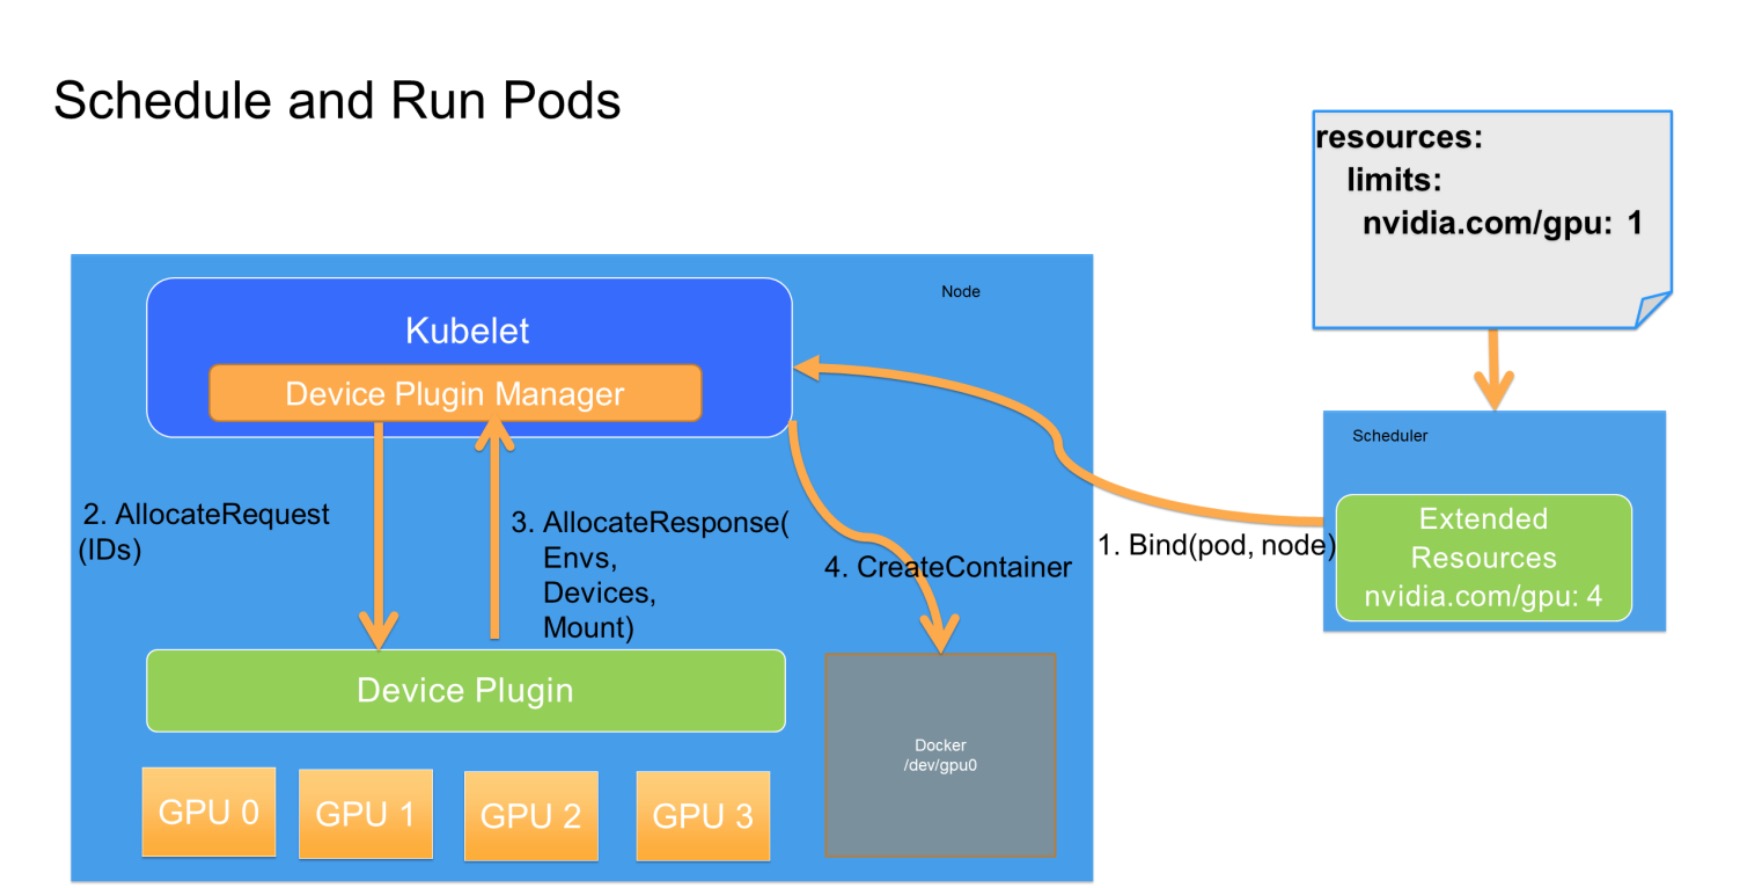 Schedule and Run Pods
resources:
limits:
nvidia.com/gpu: 1
Node
Kubelet
Device Plugin Manager
Scheduler
Extended
Resources
nvidia.com/gpu: 4
1. Bind(pod, node)
2. AllocateRequest
(IDs)
3. AllocateResponse(
Envs,
Devices,
Mount)
4. CreateContainer
Device Plugin
Docker
/dev/gpu0
GPU 0
GPU 1
GPU 2
GPU 3